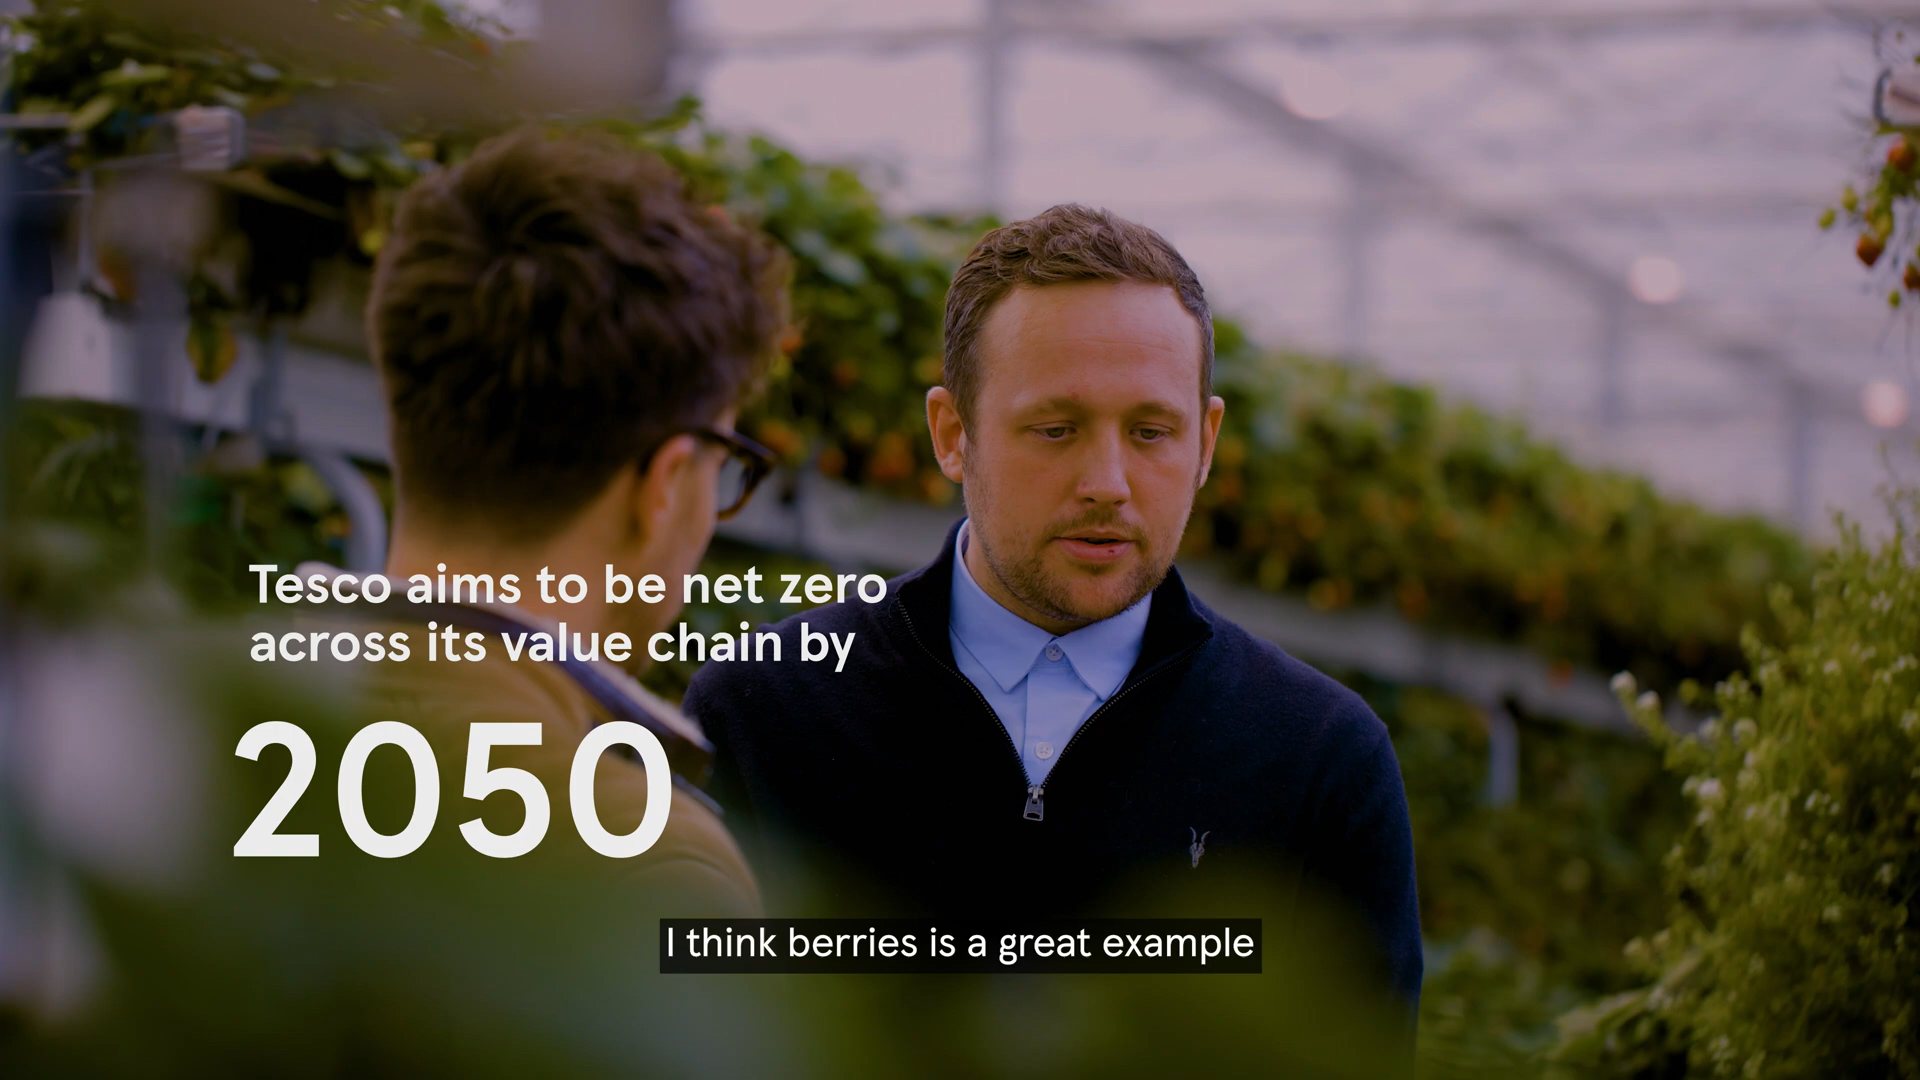 Tesco aims to be net zero
across its value chain by
2050
I think berries is a great example